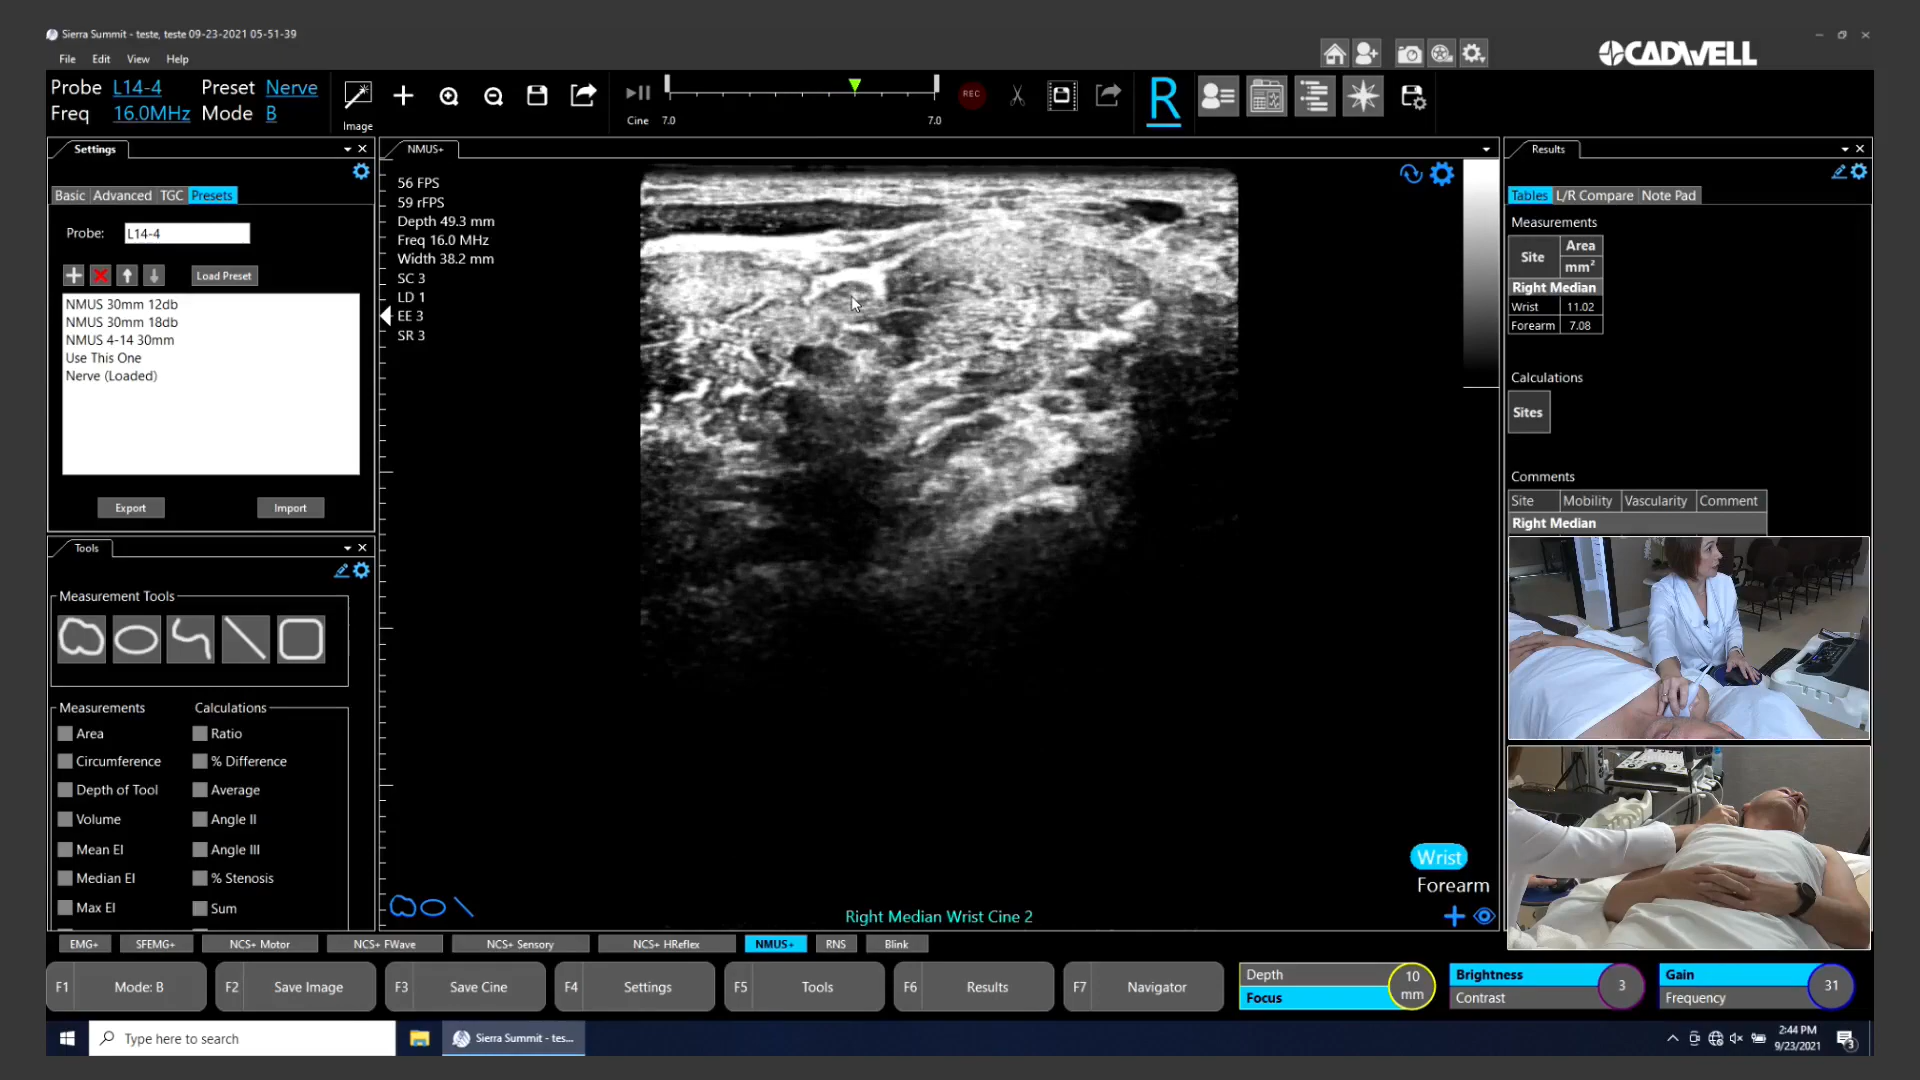 Sierra Summit - teste, teste 09-23-2021 05-51-39
File Edit View Help
CADWELL
Probe L14-4 Preset Nerve
Freq 16.0MHz Mode B
Image
Cine 7.0 7.0
REC
R
Settings
Basic Advanced TGC Presets
Probe: L14-4
Load Preset
NMUS 30mm 12db
NMUS 30mm 18db
NMUS 4-14 30mm
Use This One
Nerve (Loaded)
Export Import
Tools
Measurement Tools
Measurements Calculations
Area Ratio
Circumference % Difference
Depth of Tool Average
Volume Angle II
Mean EI Angle III
Median EI % Stenosis
Max EI Sum
NMUS+
56 FPS
59 rFPS
Depth 49.3 mm
Freq 16.0 MHz
Width 38.2 mm
SC 3
LD 1
EE 3
SR 3
Wrist
Forearm
Right Median Wrist Cine 2
Results
Tables L/R Compare Note Pad
Measurements
Site Area
mm²
Right Median
Wrist 11.02
Forearm 7.08
Calculations
Sites
Comments
Site Mobility Vascularity Comment
Right Median
EMG+ SFEMG+ NCS+ Motor NCS+ FWave NCS+ Sensory NCS+ HReflex NMUS+ RNS Blink
F1 Mode: B F2 Save Image F3 Save Cine F4 Settings F5 Tools F6 Results F7 Navigator
Depth 10 mm Brightness 3 Gain 31
Focus Contrast Frequency
Type here to search
Sierra Summit - tes...
2:44 PM
9/23/2021
3